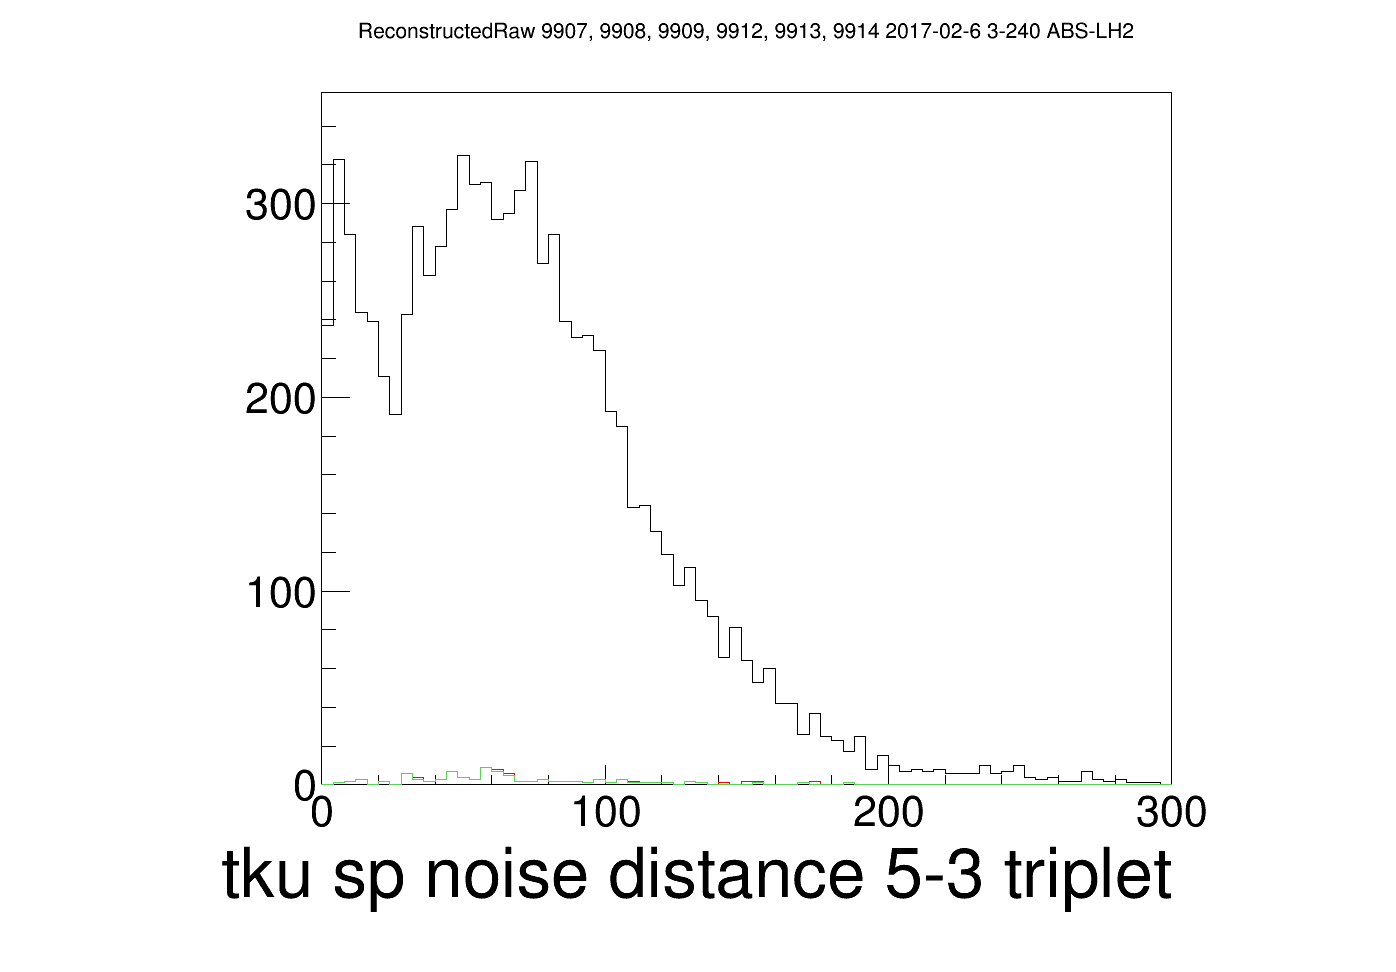 ReconstructedRaw 9907, 9908, 9909, 9912, 9913, 9914 2017-02-6 3-240 ABS-LH2
300
200
100
0
0 100 200 300
tku sp noise distance 5-3 triplet